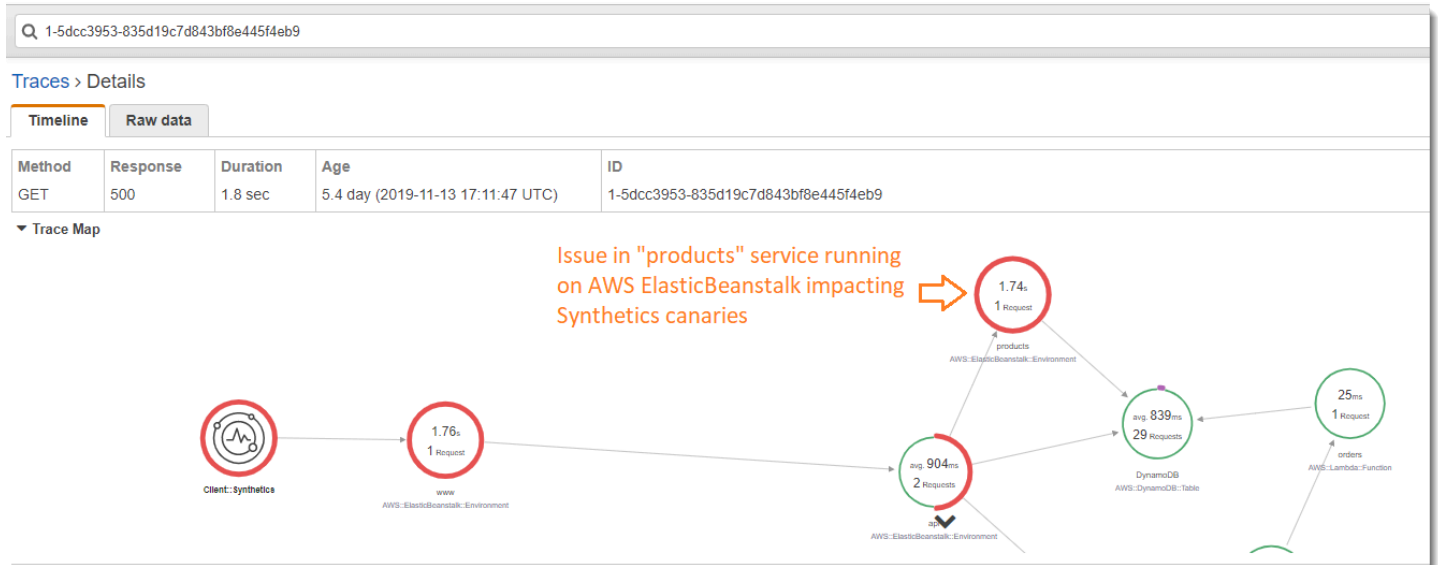 1-5dcc3953-835d19c7d843bf8e445f4eb9
Traces > Details
Timeline Raw data
Method Response Duration Age ID
GET 500 1.8 sec 5.4 day (2019-11-13 17:11:47 UTC) 1-5dcc3953-835d19c7d843bf8e445f4eb9
Trace Map
Issue in "products" service running
on AWS ElasticBeanstalk impacting
Synthetics canaries
1.74s
1 Request
products
AWS::ElasticBeanstalk::Environment
Client::Synthetics
1.76s
1 Request
www
AWS::ElasticBeanstalk::Environment
avg. 904ms
2 Requests
AWS::ElasticBeanstalk::Environment
avg. 839ms
29 Requests
DynamoDB
AWS::DynamoDB::Table
25ms
1 Request
orders
AWS::Lambda::Function